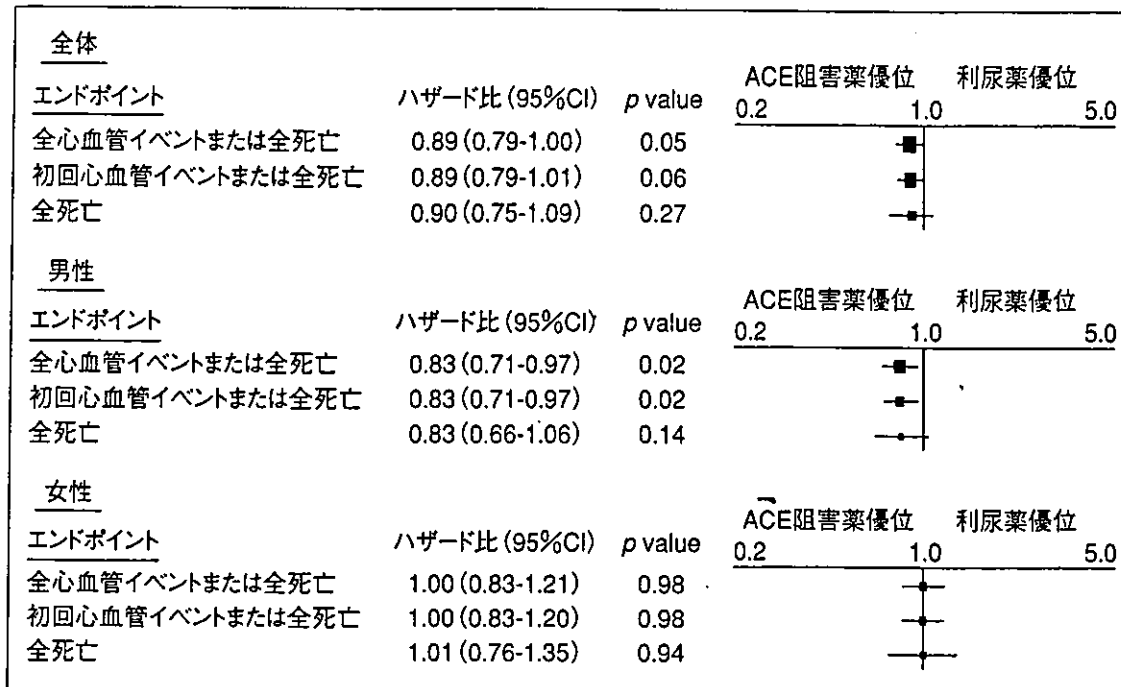 全体
ACE阻害薬優位 利尿薬優位
エンドポイント ハザード比(95%CI) p value 0.2 1.0 5.0
全心血管イベントまたは全死亡 0.89(0.79-1.00) 0.05
初回心血管イベントまたは全死亡 0.89(0.79-1.01) 0.06
全死亡 0.90(0.75-1.09) 0.27
男性
ACE阻害薬優位 利尿薬優位
エンドポイント ハザード比(95%CI) p value 0.2 1.0 5.0
全心血管イベントまたは全死亡 0.83(0.71-0.97) 0.02
初回心血管イベントまたは全死亡 0.83(0.71-0.97) 0.02
全死亡 0.83(0.66-1.06) 0.14
女性
ACE阻害薬優位 利尿薬優位
エンドポイント ハザード比(95%CI) p value 0.2 1.0 5.0
全心血管イベントまたは全死亡 1.00(0.83-1.21) 0.98
初回心血管イベントまたは全死亡 1.00(0.83-1.20) 0.98
全死亡 1.01(0.76-1.35) 0.94